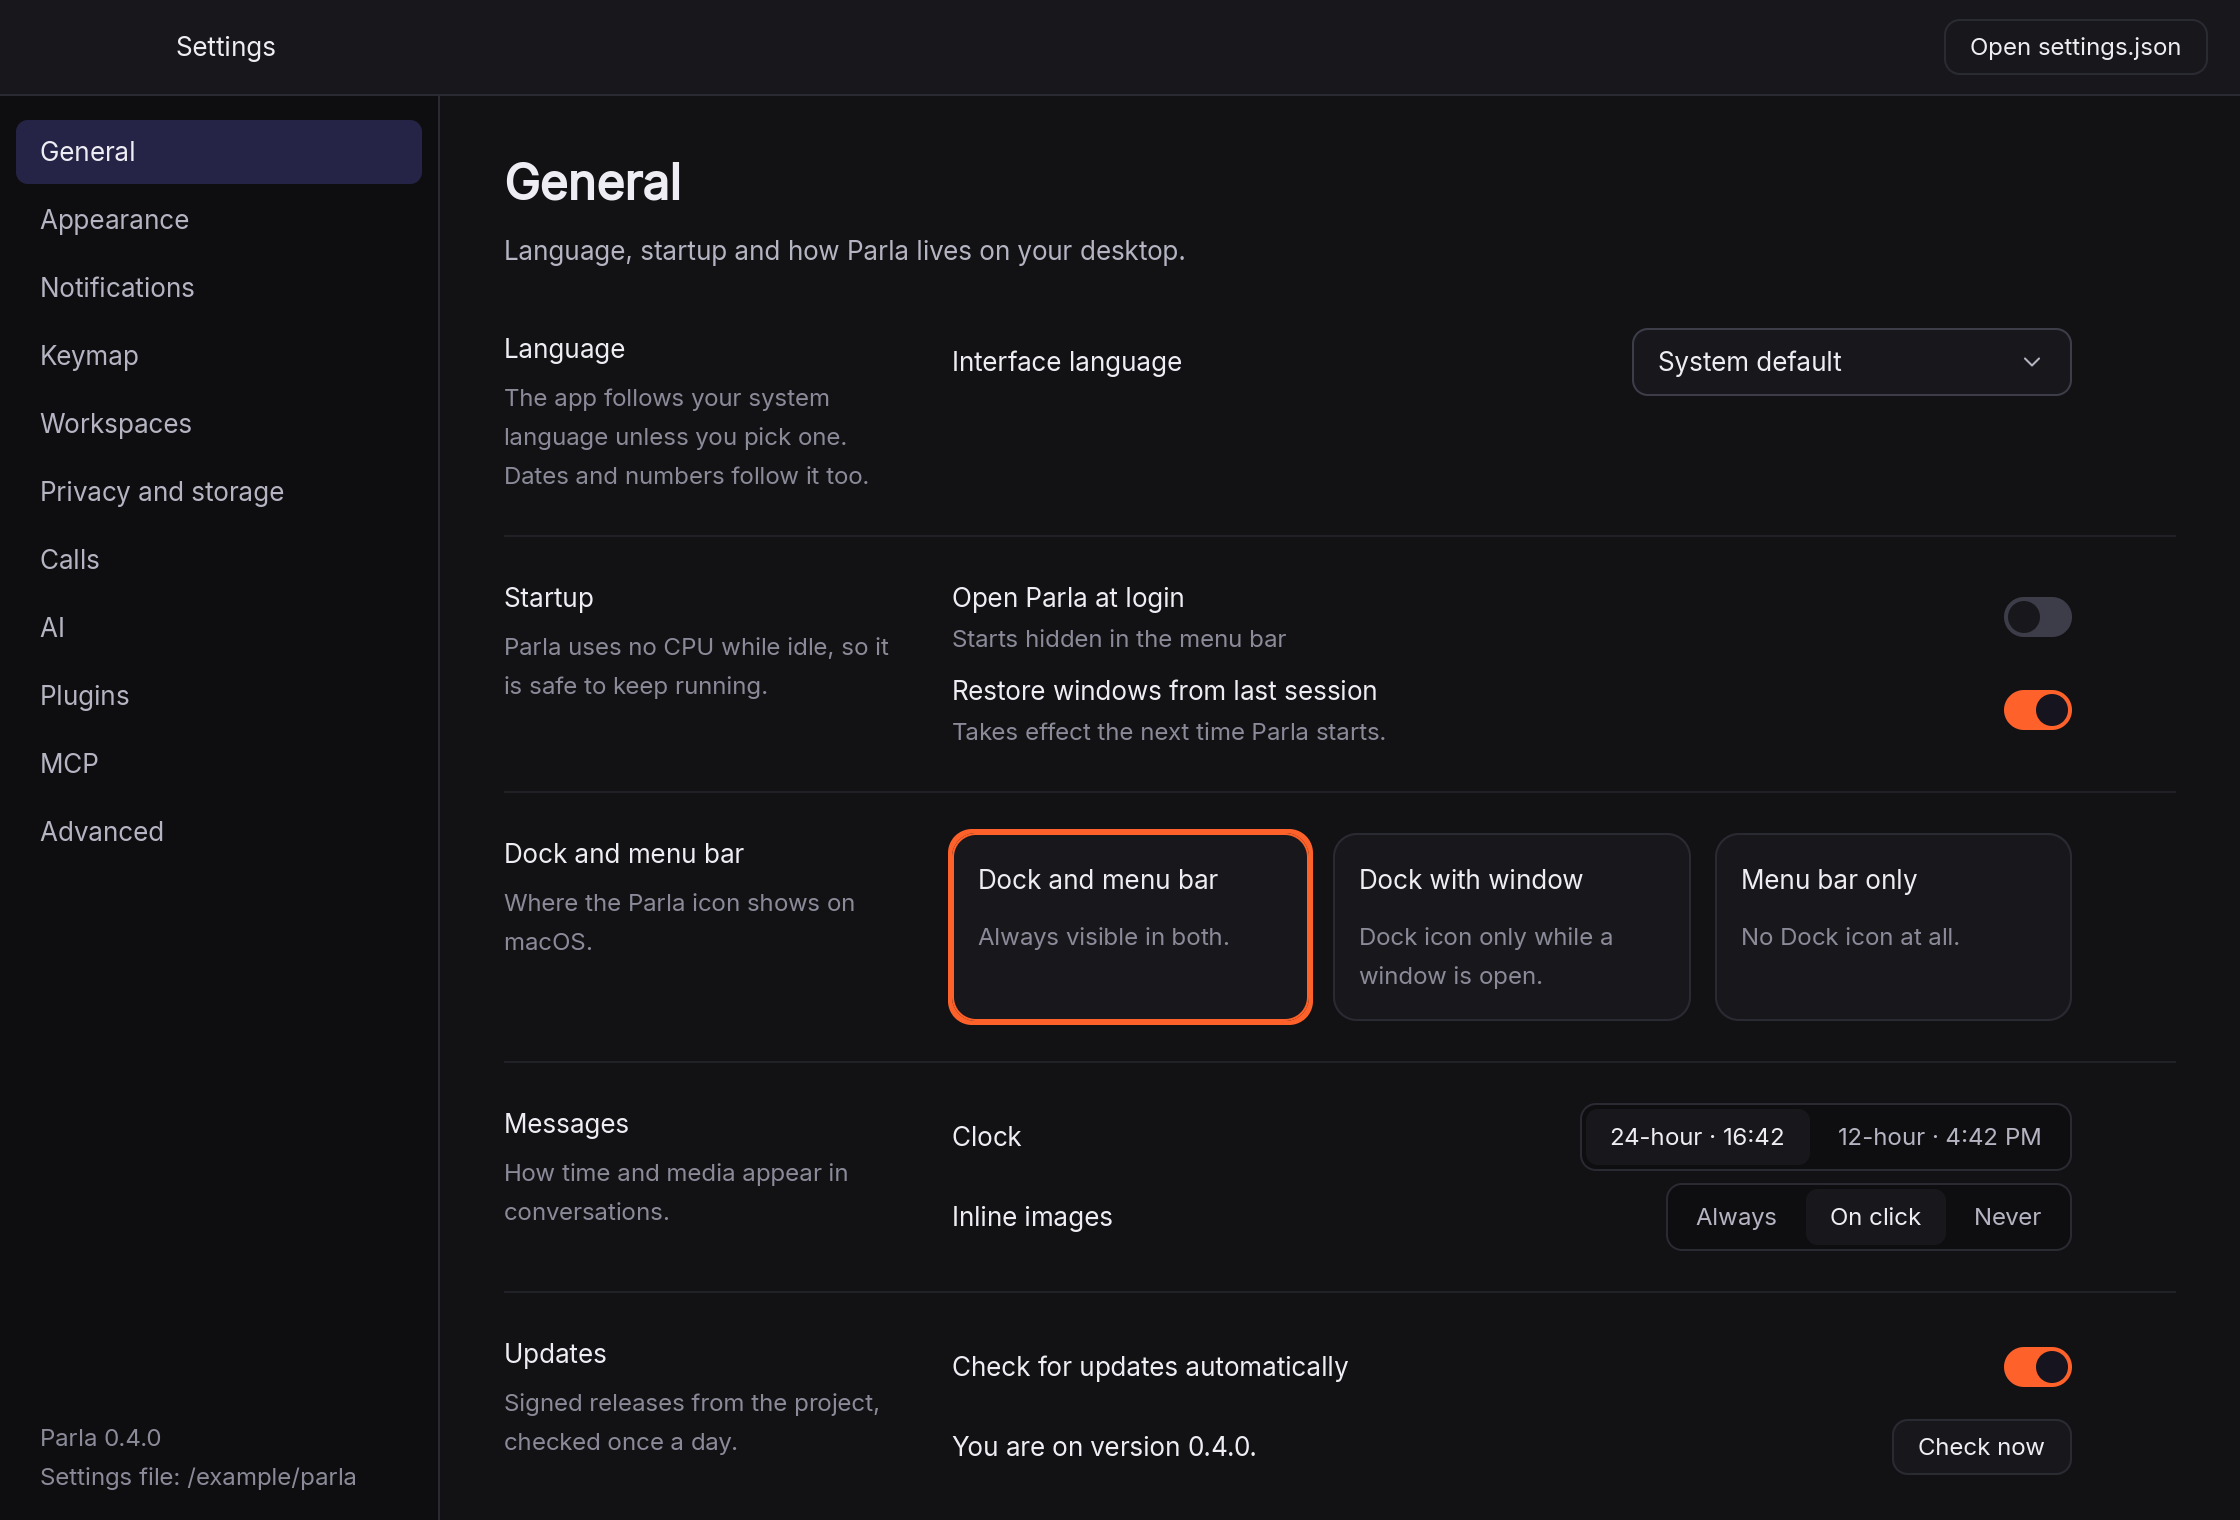 Settings
Open settings.json
General
Appearance
Notifications
Keymap
Workspaces
Privacy and storage
Calls
AI
Plugins
MCP
Advanced
Parla 0.4.0
Settings file: /example/parla
General
Language, startup and how Parla lives on your desktop.
Language
The app follows your system
language unless you pick one.
Dates and numbers follow it too.
Interface language
System default
Startup
Parla uses no CPU while idle, so it
is safe to keep running.
Open Parla at login
Starts hidden in the menu bar
Restore windows from last session
Takes effect the next time Parla starts.
Dock and menu bar
Where the Parla icon shows on
macOS.
Dock and menu bar
Always visible in both.
Dock with window
Dock icon only while a
window is open.
Menu bar only
No Dock icon at all.
Messages
How time and media appear in
conversations.
Clock
24-hour · 16:42
12-hour · 4:42 PM
Inline images
Always
On click
Never
Updates
Signed releases from the project,
checked once a day.
Check for updates automatically
You are on version 0.4.0.
Check now